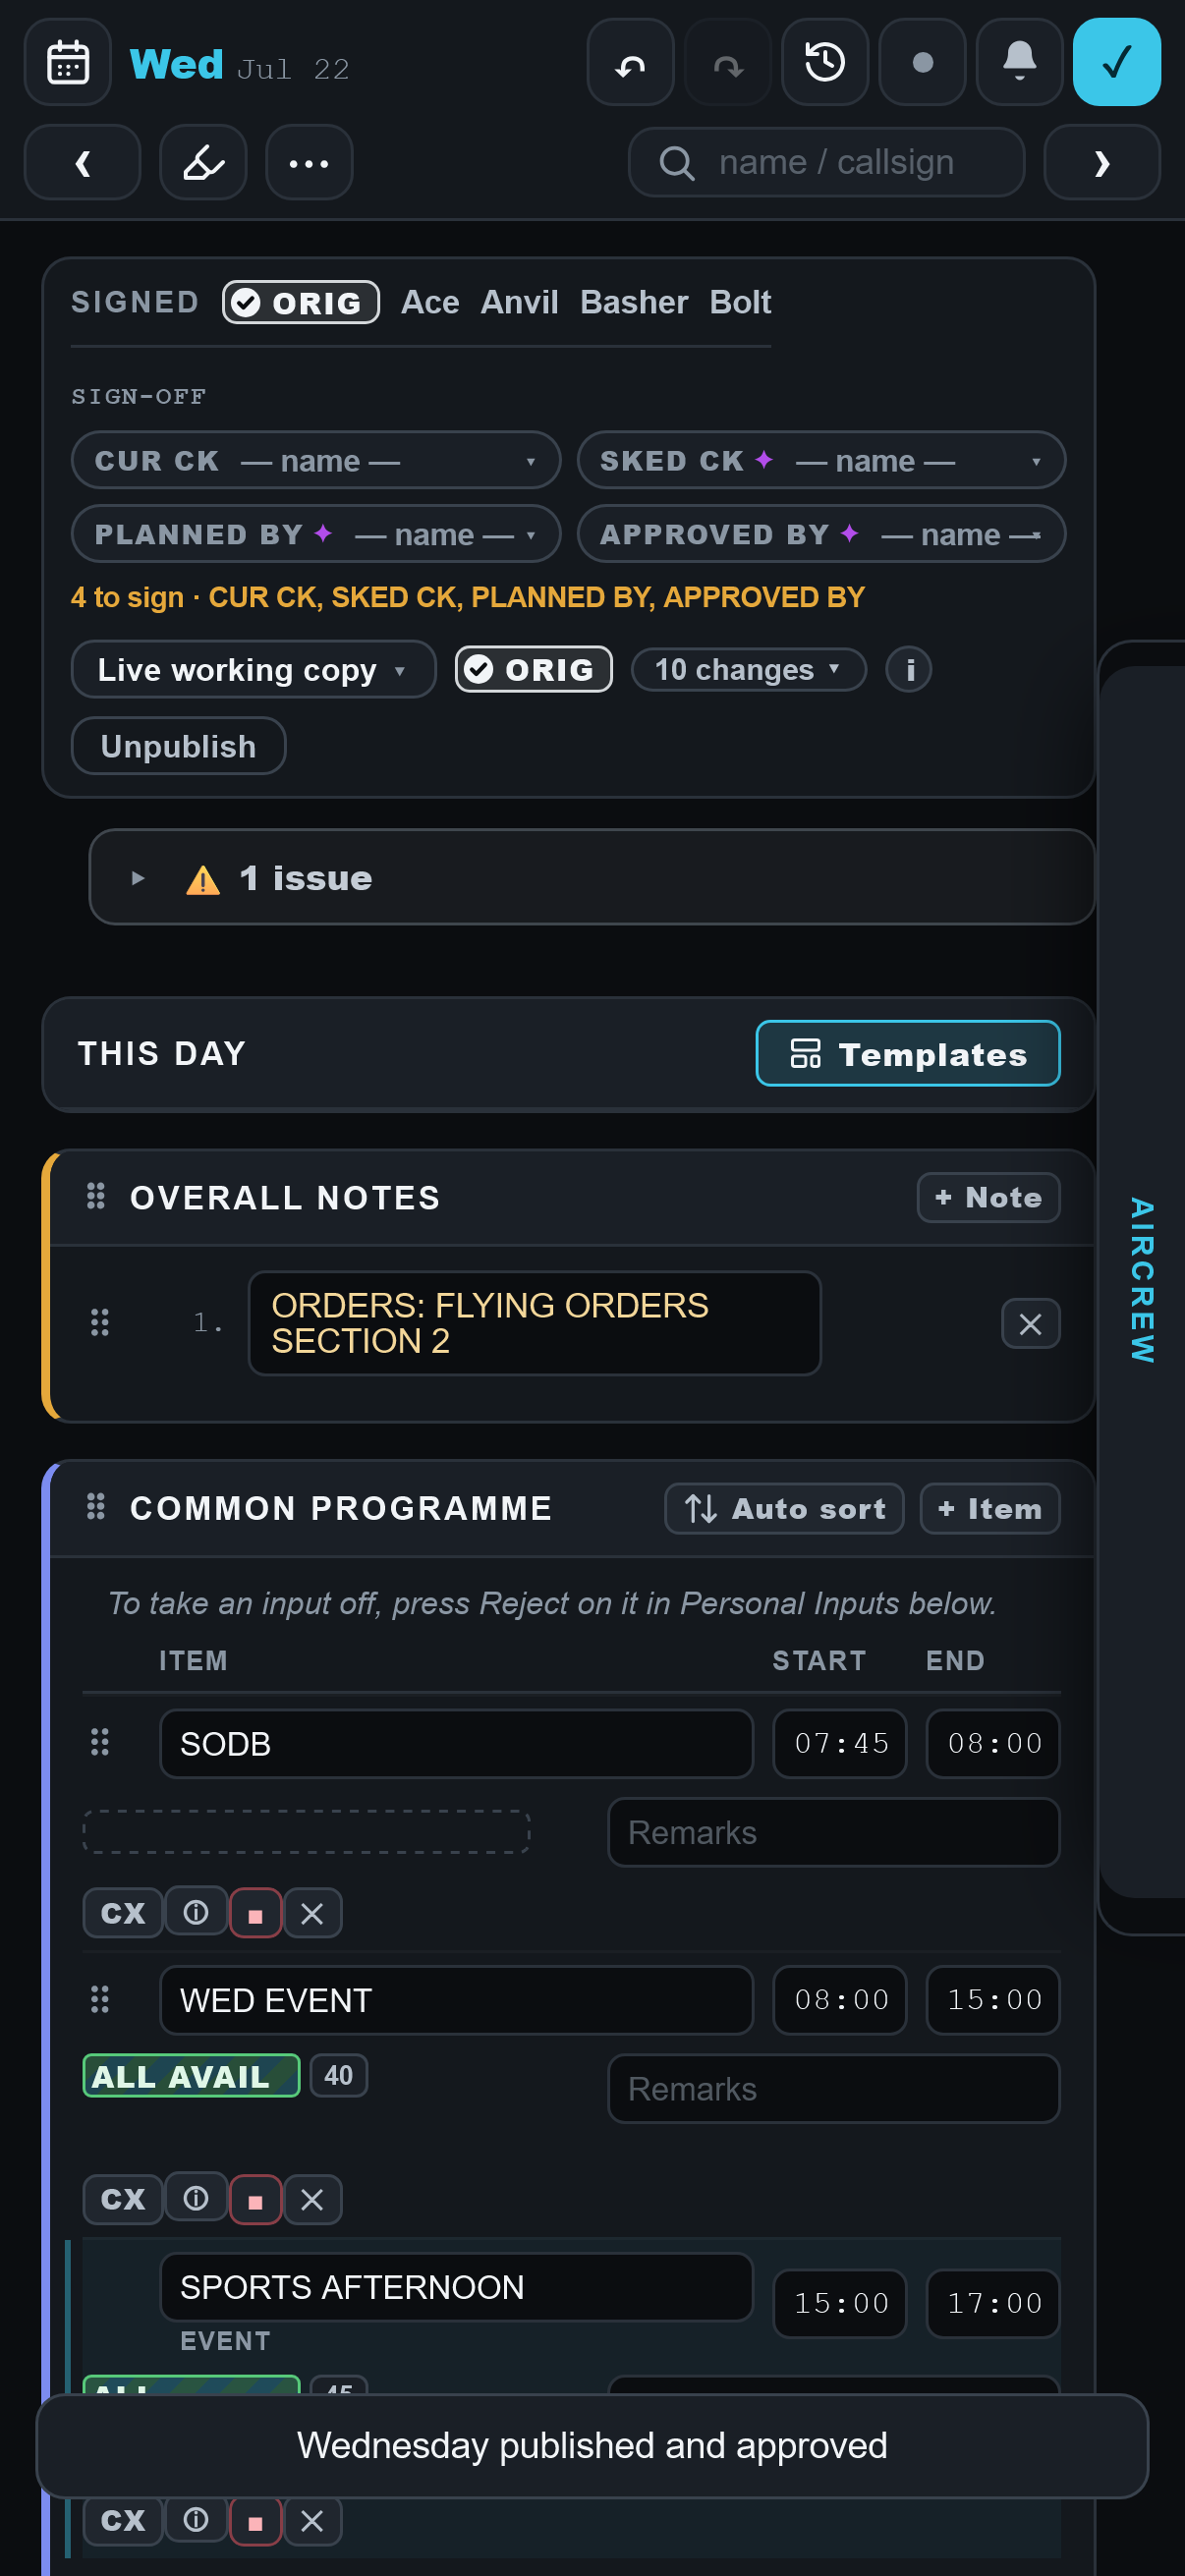 Wed Jul 22
name / callsign
SIGNED ORIG Ace Anvil Basher Bolt
SIGN-OFF
CUR CK — name —
SKED CK — name —
PLANNED BY — name —
APPROVED BY — name —
4 to sign · CUR CK, SKED CK, PLANNED BY, APPROVED BY
Live working copy ORIG 10 changes i
Unpublish
1 issue
THIS DAY Templates
OVERALL NOTES + Note
1. ORDERS: FLYING ORDERS
SECTION 2
AIRCREW
COMMON PROGRAMME Auto sort + Item
To take an input off, press Reject on it in Personal Inputs below.
ITEM START END
SODB 07:45 08:00
Remarks
CX
WED EVENT 08:00 15:00
ALL AVAIL 40 Remarks
CX
SPORTS AFTERNOON 15:00 17:00
EVENT
Wednesday published and approved
CX